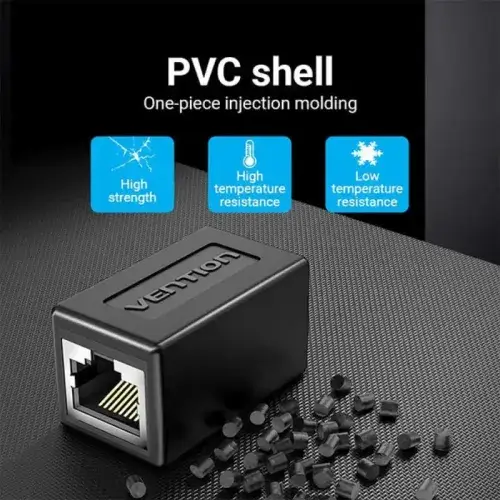 PVC shell
One-piece injection molding
High
strength
High
temperature
resistance
Low
temperature
resistance
VENTION